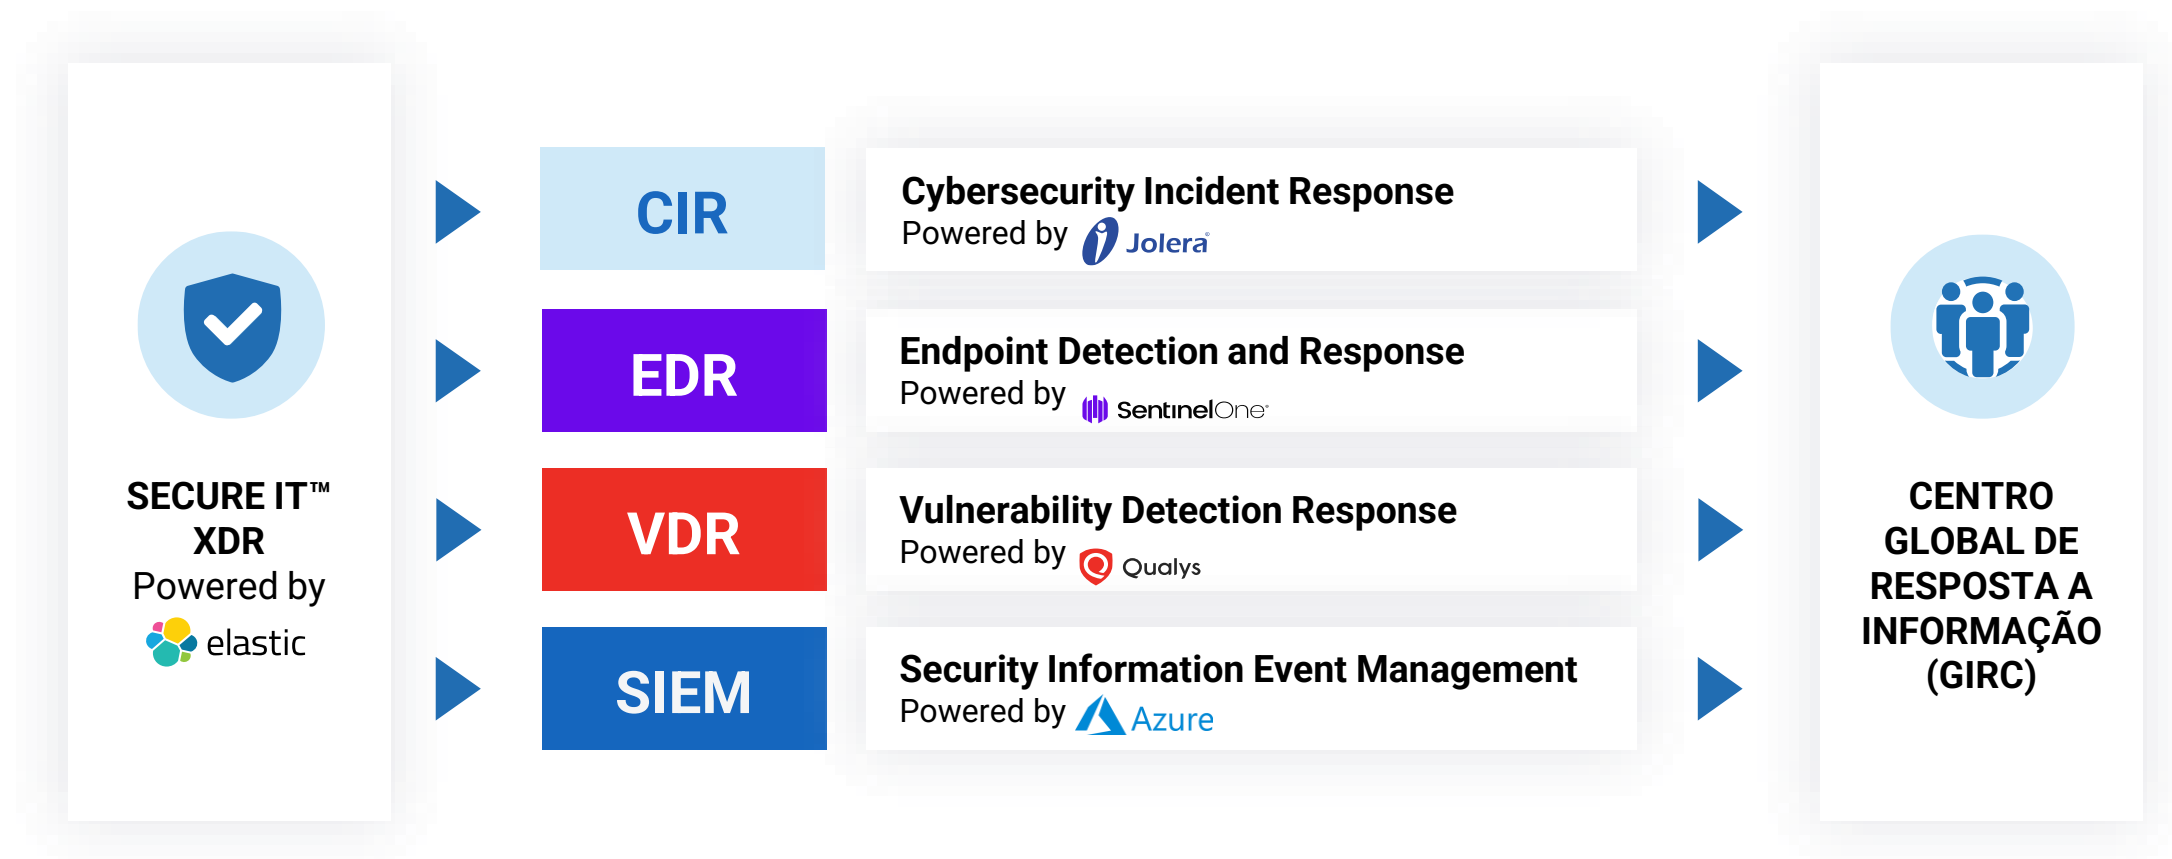 SECURE IT™
XDR
Powered by
elastic
CIR
Cybersecurity Incident Response
Powered by Jolera®
EDR
Endpoint Detection and Response
Powered by SentinelOne®
VDR
Vulnerability Detection Response
Powered by Qualys
SIEM
Security Information Event Management
Powered by Azure
CENTRO
GLOBAL DE
RESPOSTA A
INFORMAÇÃO
(GIRC)